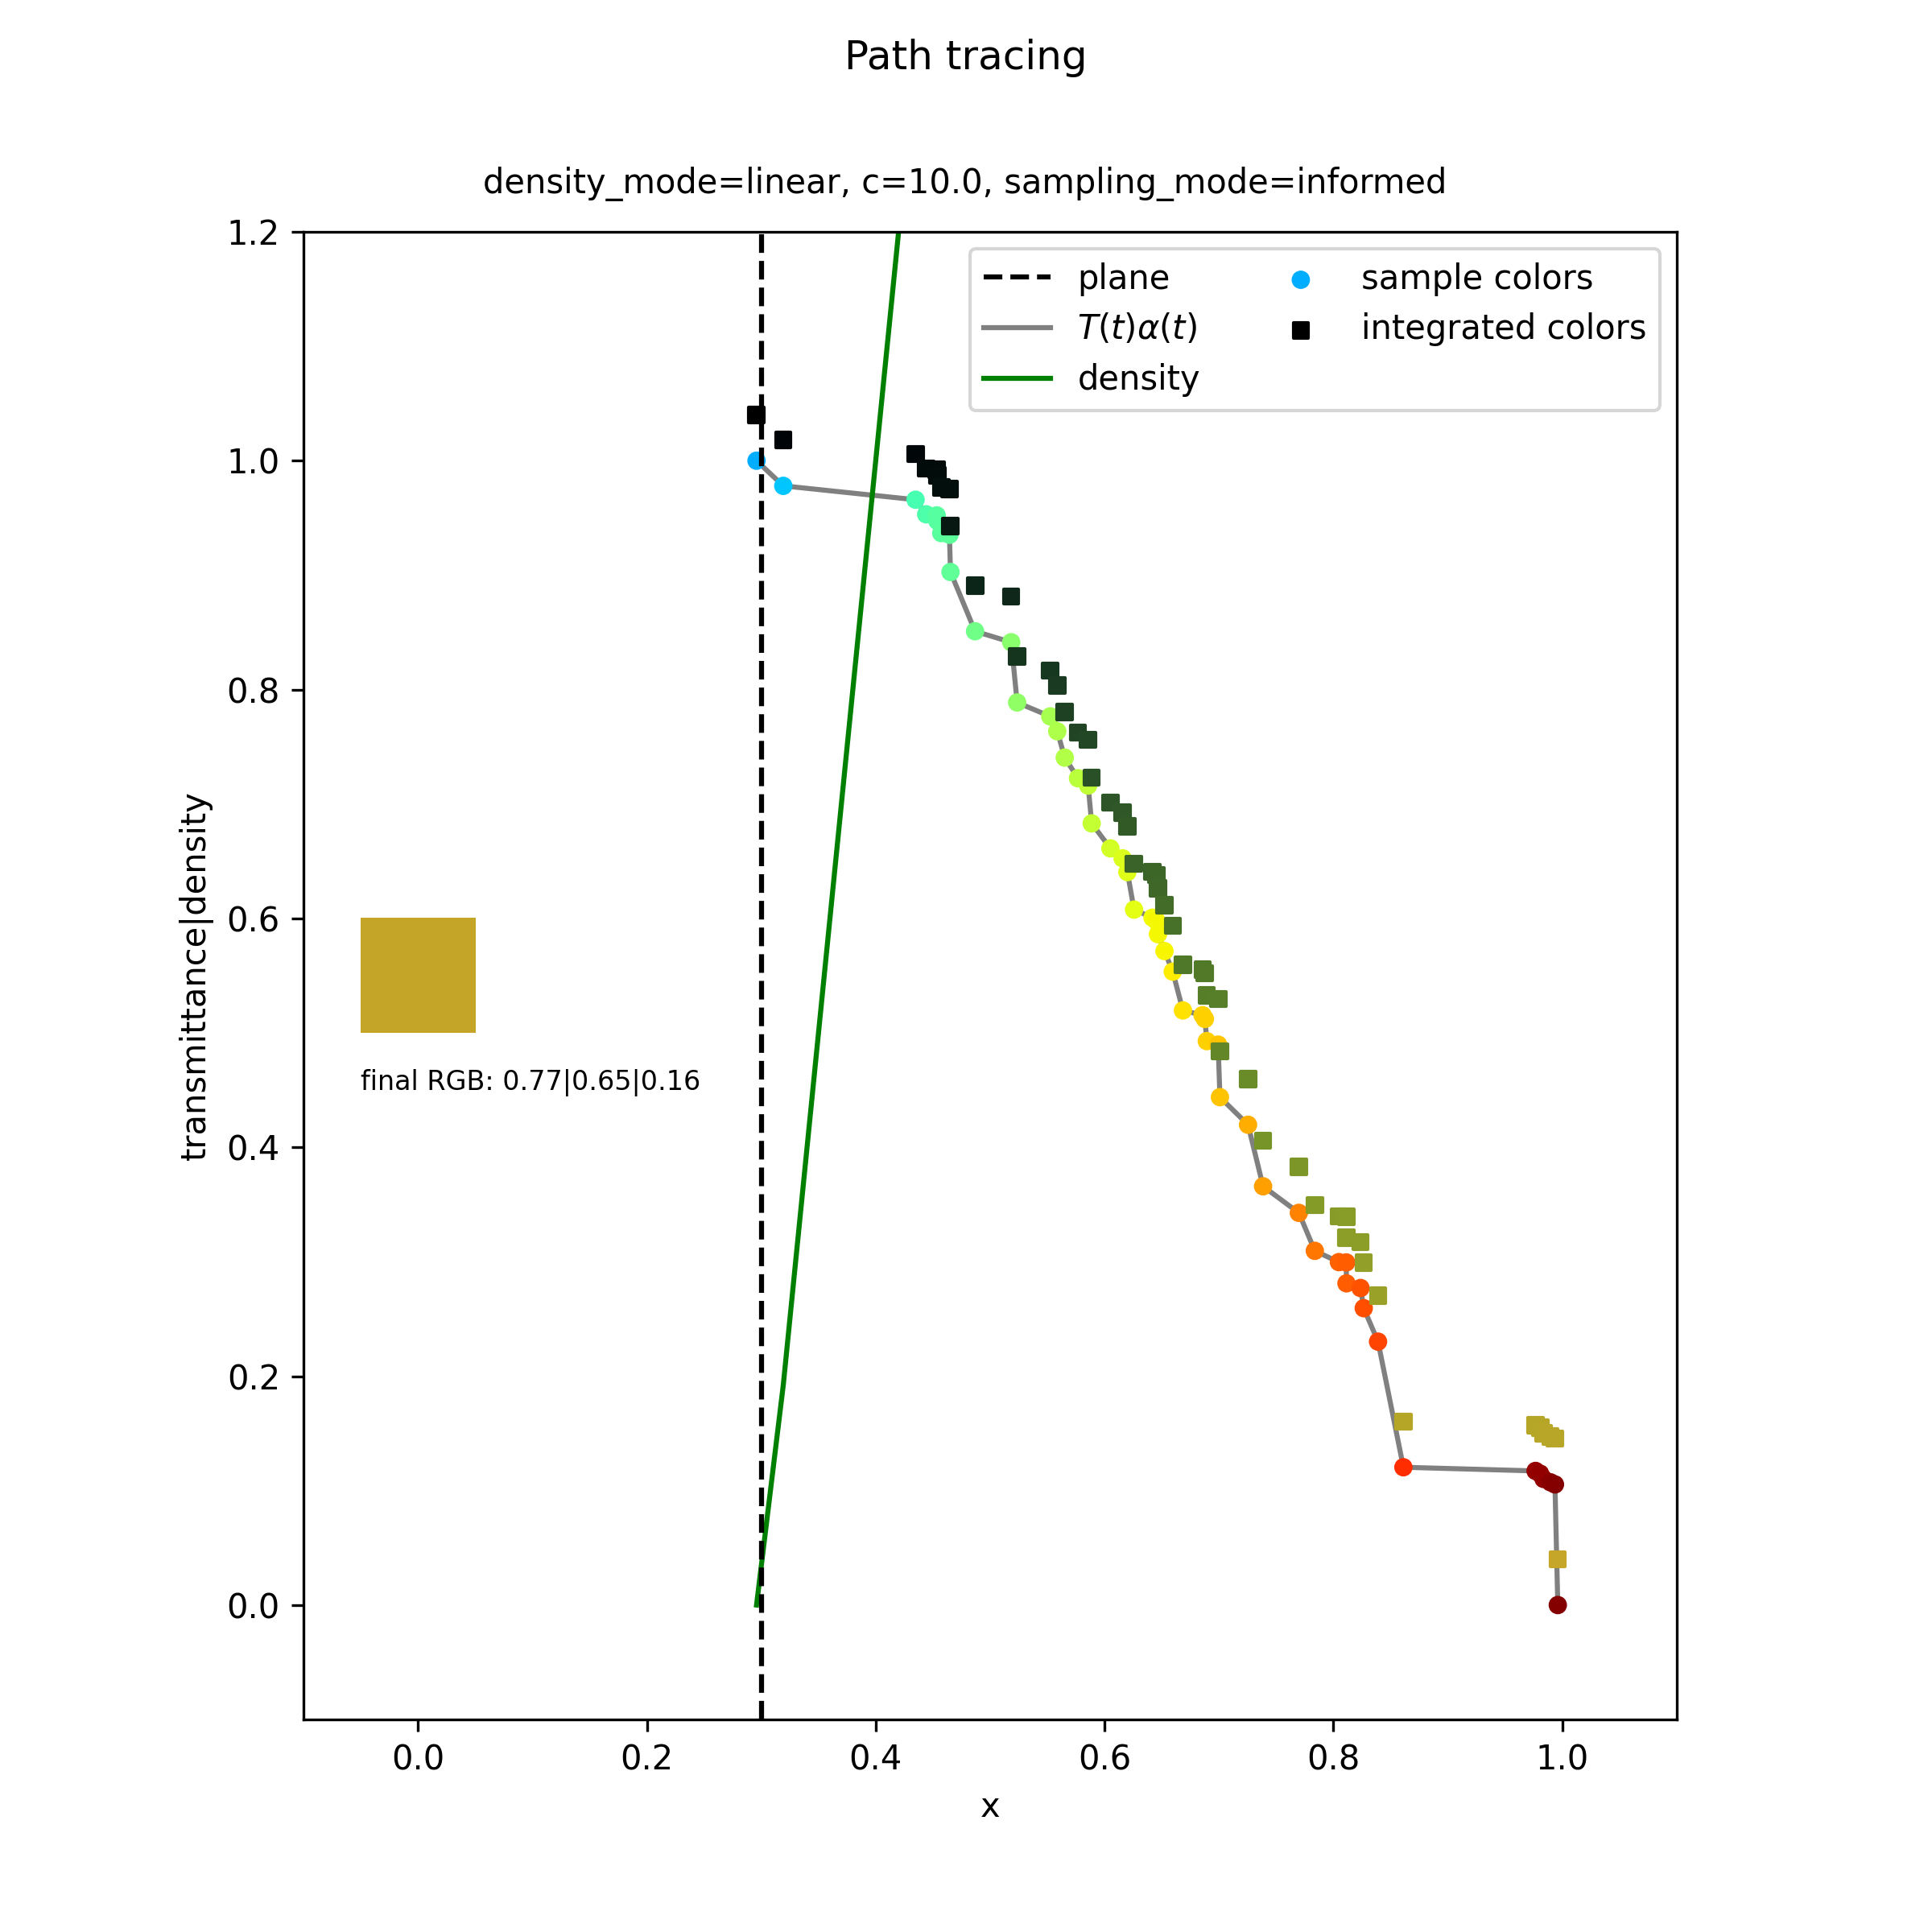 Path tracing
density_mode=linear, c=10.0, sampling_mode=informed
1.2
1.0
0.8
0.6
0.4
0.2
0.0
transmittance|density
plane
T(t)α(t)
density
sample colors
integrated colors
final RGB: 0.77|0.65|0.16
0.0 0.2 0.4 0.6 0.8 1.0
x